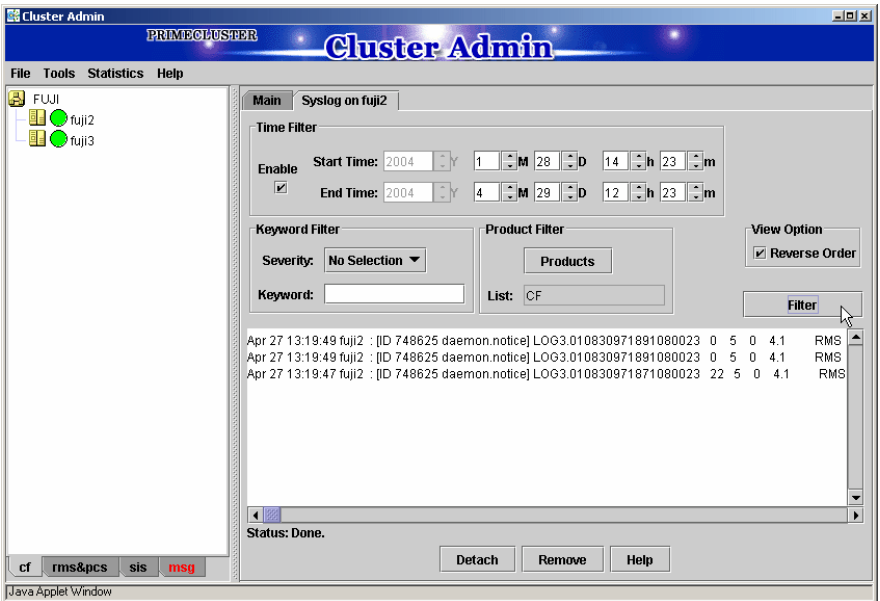 Cluster Admin
PRIMECLUSTER
Cluster Admin
File Tools Statistics Help
FUJI
fuji2
fuji3
Main Syslog on fuji2
Time Filter
Enable
Start Time: 2004 Y 1 M 28 D 14 h 23 m
End Time: 2004 Y 4 M 29 D 12 h 23 m
Keyword Filter
Severity: No Selection
Keyword:
Product Filter
Products
List: CF
View Option
Reverse Order
Filter
Apr 27 13:19:49 fuji2 : [ID 748625 daemon.notice] LOG3.010830971891080023 0 5 0 4.1 RMS
Apr 27 13:19:49 fuji2 : [ID 748625 daemon.notice] LOG3.010830971891080023 0 5 0 4.1 RMS
Apr 27 13:19:47 fuji2 : [ID 748625 daemon.notice] LOG3.010830971871080023 22 5 0 4.1 RMS
Status: Done.
Detach Remove Help
cf rms&pcs sis msg
Java Applet Window